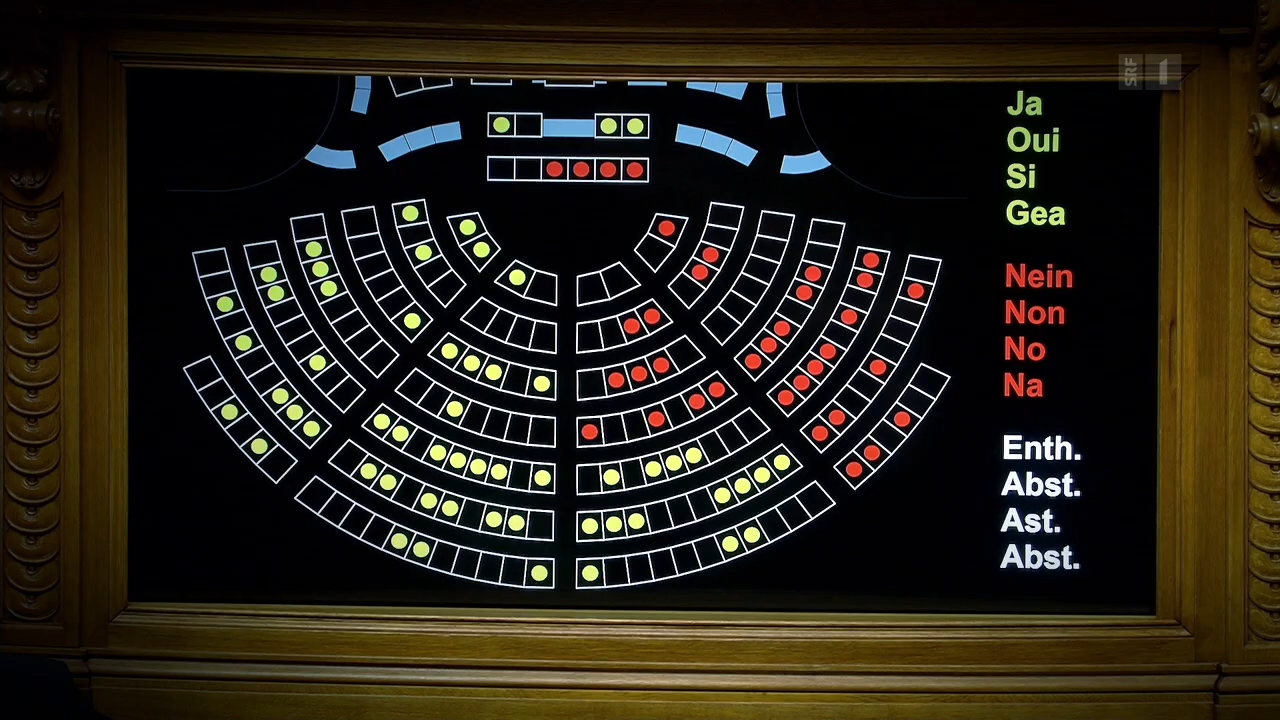 SRF 1
Ja
Oui
Si
Gea
Nein
Non
No
Na
Enth.
Abst.
Ast.
Abst.